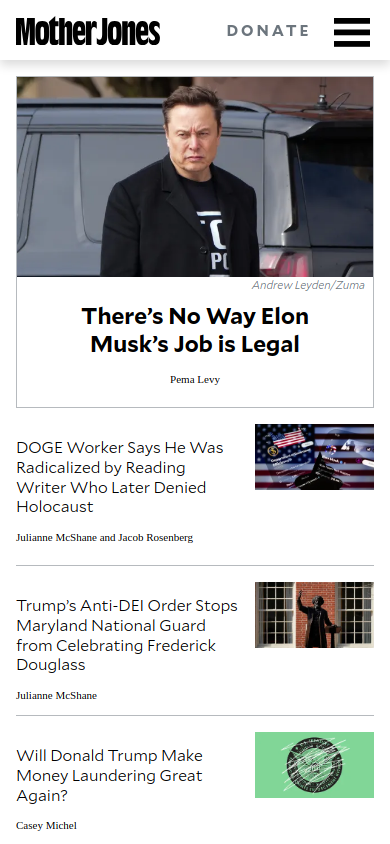 Mother Jones
DONATE
Andrew Leyden/Zuma
There’s No Way Elon
Musk’s Job is Legal
Pema Levy
DOGE Worker Says He Was
Radicalized by Reading
Writer Who Later Denied
Holocaust
Julianne McShane and Jacob Rosenberg
Trump’s Anti-DEI Order Stops
Maryland National Guard
from Celebrating Frederick
Douglass
Julianne McShane
Will Donald Trump Make
Money Laundering Great
Again?
Casey Michel